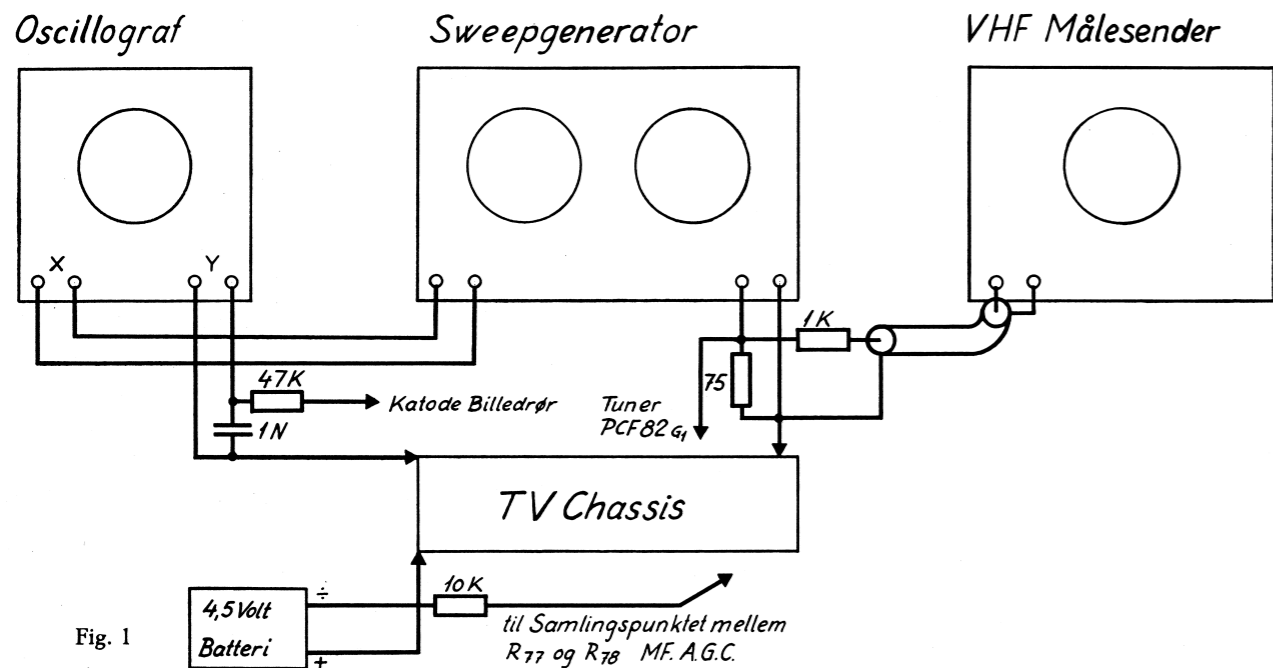 Oscillograf
Sweepgenerator
VHF Målesender
X
Y
1K
47K
75
Katode Billedrør
Tuner
PCF82 G1
1N
TV Chassis
÷
10K
4,5 Volt
Batteri
+
til Samlingspunktet mellem
R77 og R78 MF. A.G.C.
Fig. 1